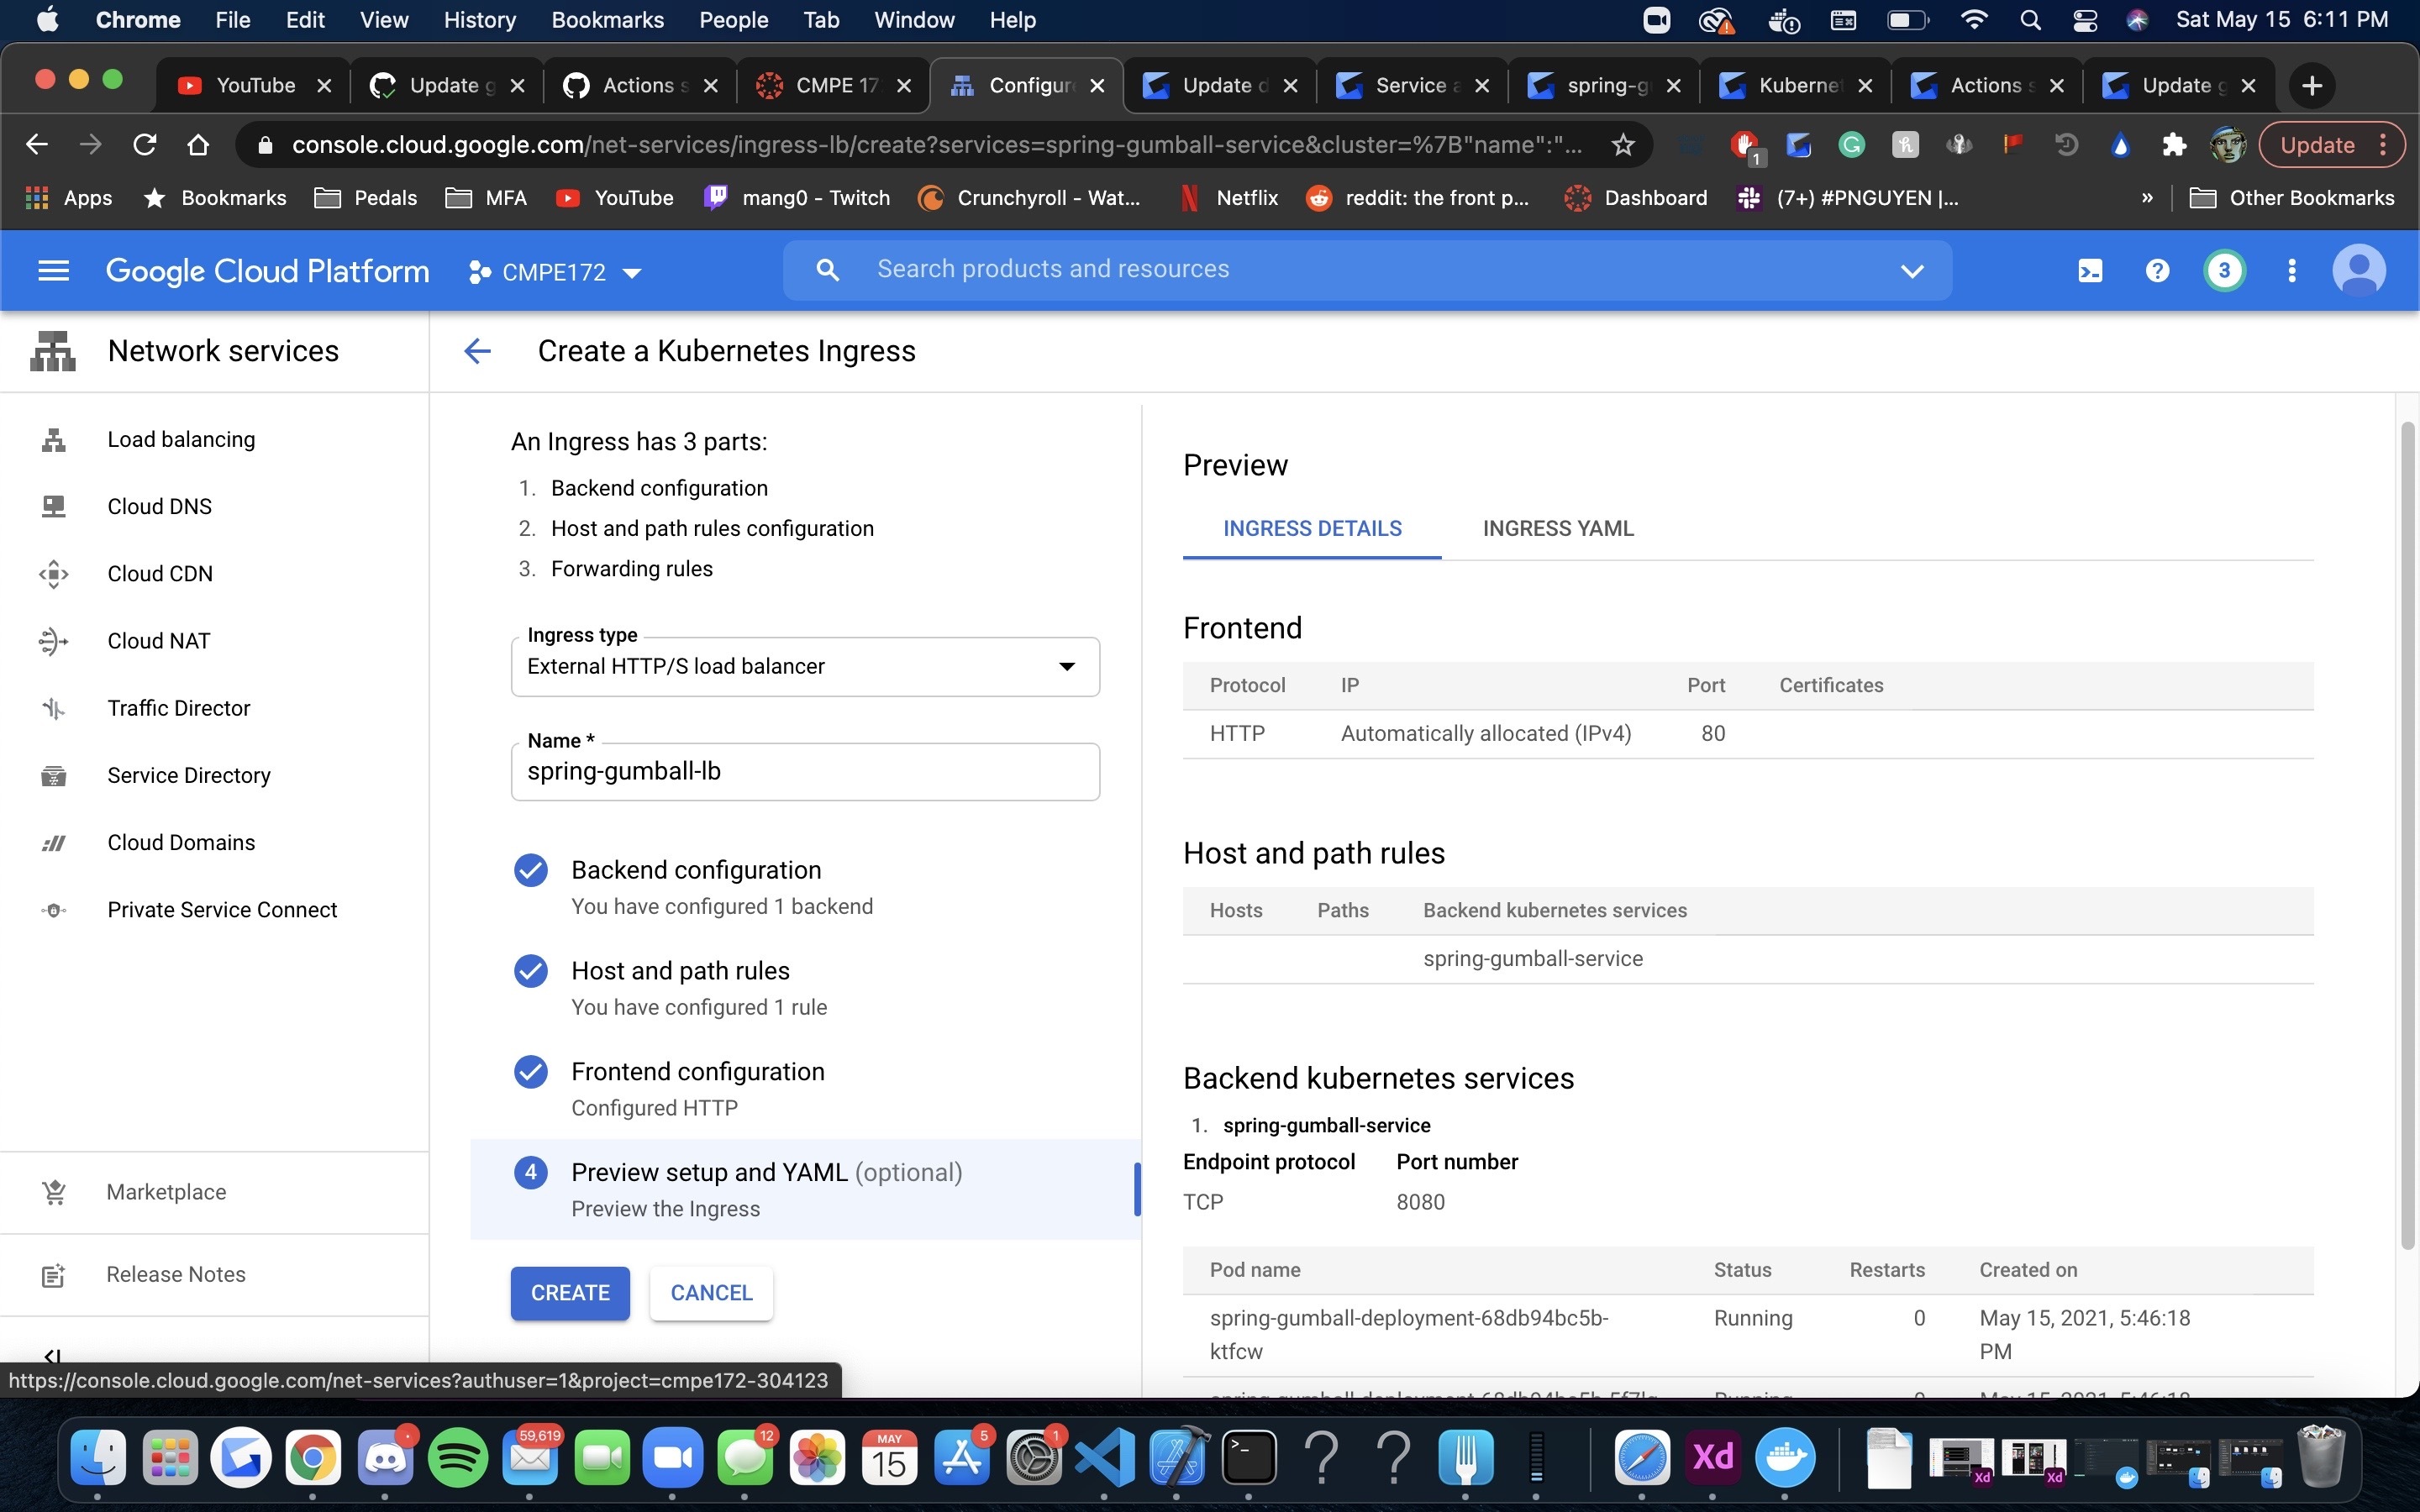 Chrome File Edit View History Bookmarks People Tab Window Help Sat May 15 6:11 PM
YouTube Update g Actions s CMPE 17 Configur Update d Service a spring-g Kubernet Actions s Update g
console.cloud.google.com/net-services/ingress-lb/create?services=spring-gumball-service&cluster=%7B"name":"... 1 Update
Apps Bookmarks Pedals MFA YouTube mang0 - Twitch Crunchyroll - Wat... Netflix reddit: the front p... Dashboard (7+) #PNGUYEN |... » Other Bookmarks
Google Cloud Platform CMPE172 Search products and resources 3
Network services
Load balancing
Cloud DNS
Cloud CDN
Cloud NAT
Traffic Director
Service Directory
Cloud Domains
Private Service Connect
Marketplace
Release Notes
Create a Kubernetes Ingress
An Ingress has 3 parts:
1. Backend configuration
2. Host and path rules configuration
3. Forwarding rules
Ingress type
External HTTP/S load balancer
Name *
spring-gumball-lb
Backend configuration
You have configured 1 backend
Host and path rules
You have configured 1 rule
Frontend configuration
Configured HTTP
4 Preview setup and YAML (optional)
Preview the Ingress
CREATE CANCEL
Preview
INGRESS DETAILS INGRESS YAML
Frontend
Protocol IP Port Certificates
HTTP Automatically allocated (IPv4) 80
Host and path rules
Hosts Paths Backend kubernetes services
spring-gumball-service
Backend kubernetes services
1. spring-gumball-service
Endpoint protocol Port number
TCP 8080
Pod name Status Restarts Created on
spring-gumball-deployment-68db94bc5b- Running 0 May 15, 2021, 5:46:18
ktfcw PM
https://console.cloud.google.com/net-services?authuser=1&project=cmpe172-304123
59,619 12 MAY 15 5 1 Xd